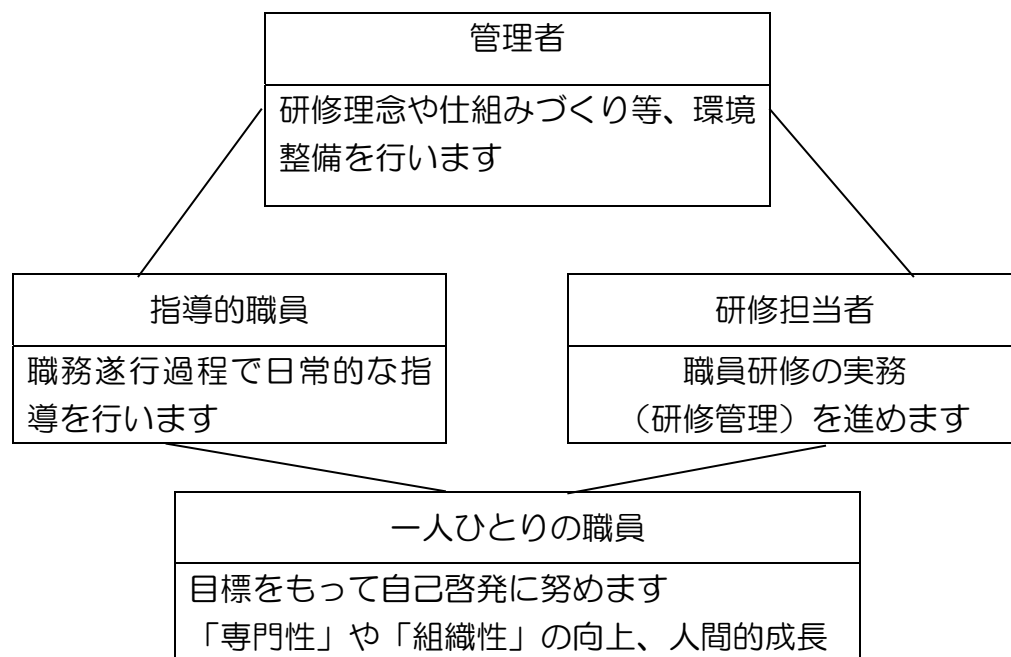 管理者
研修理念や仕組みづくり等、環境
整備を行います
指導的職員
職務遂行過程で日常的な指
導を行います
研修担当者
職員研修の実務
（研修管理）を進めます
一人ひとりの職員
目標をもって自己啓発に努めます
「専門性」や「組織性」の向上、人間的成長